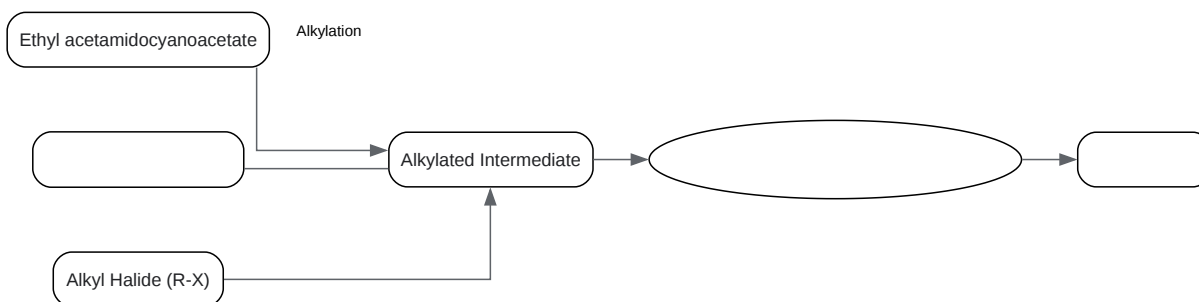 Ethyl acetamidocyanoacetate
Alkylation
Alkylated Intermediate
Alkyl Halide (R-X)